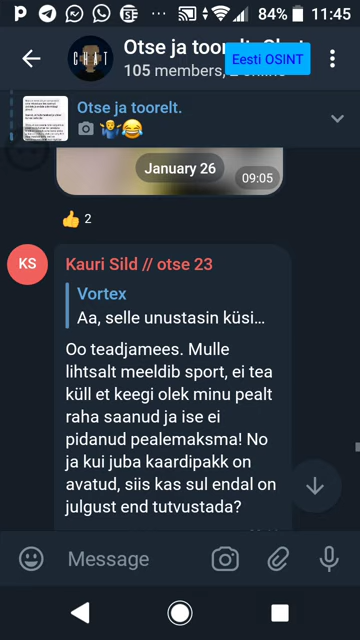 84% 11:45
CHAT
Otse ja toorelt. Chat
Eesti OSINT
105 members, 2 online
Otse ja toorelt.
🤷‍♂️😂
January 26
09:05
👍 2
KS
Kauri Sild // otse 23
Vortex
Aa, selle unustasin küsi...
Oo teadjamees. Mulle
lihtsalt meeldib sport, ei tea
küll et keegi olek minu pealt
raha saanud ja ise ei
pidanud pealemaksma! No
ja kui juba kaardipakk on
avatud, siis kas sul endal on
julgust end tutvustada?
Message